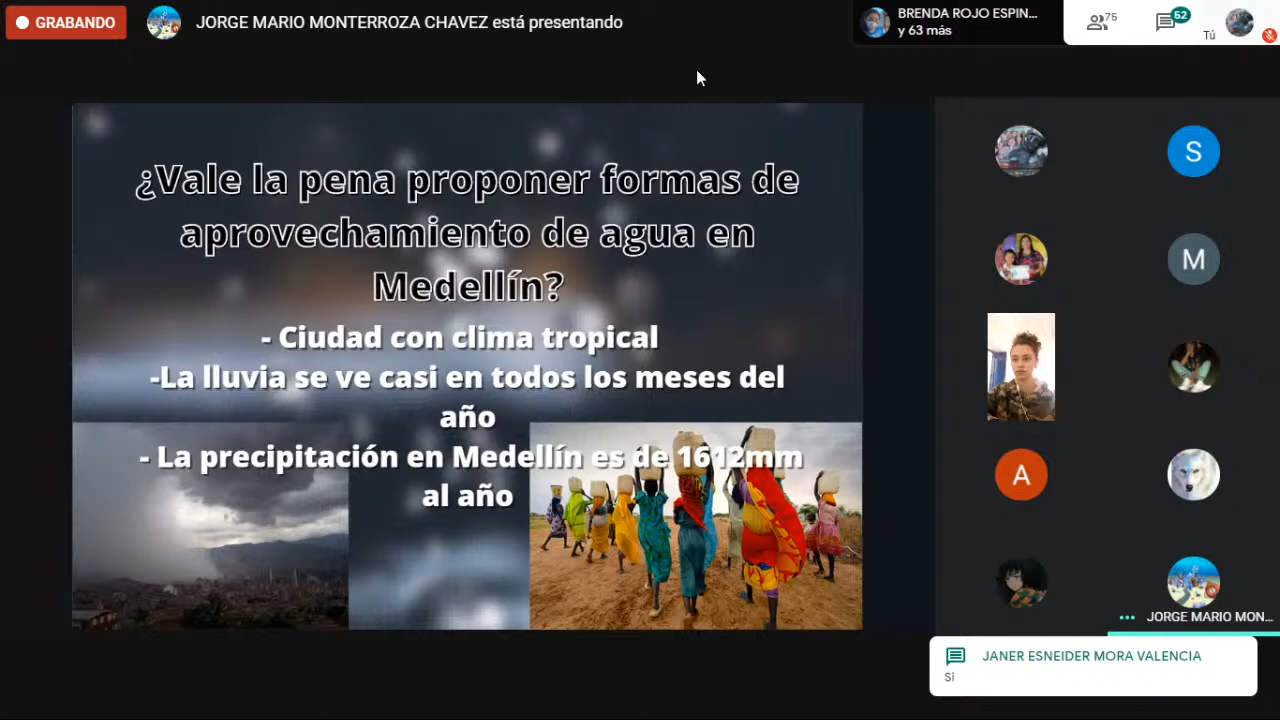 GRABANDO
JORGE MARIO MONTERROZA CHAVEZ está presentando
BRENDA ROJO ESPIN...
y 63 más
75
52
Tú
¿Vale la pena proponer formas de
aprovechamiento de agua en
Medellín?
- Ciudad con clima tropical
-La lluvia se ve casi en todos los meses del
año
- La precipitación en Medellín es de 1612mm
al año
S
M
A
JORGE MARIO MON...
JANER ESNEIDER MORA VALENCIA
Si